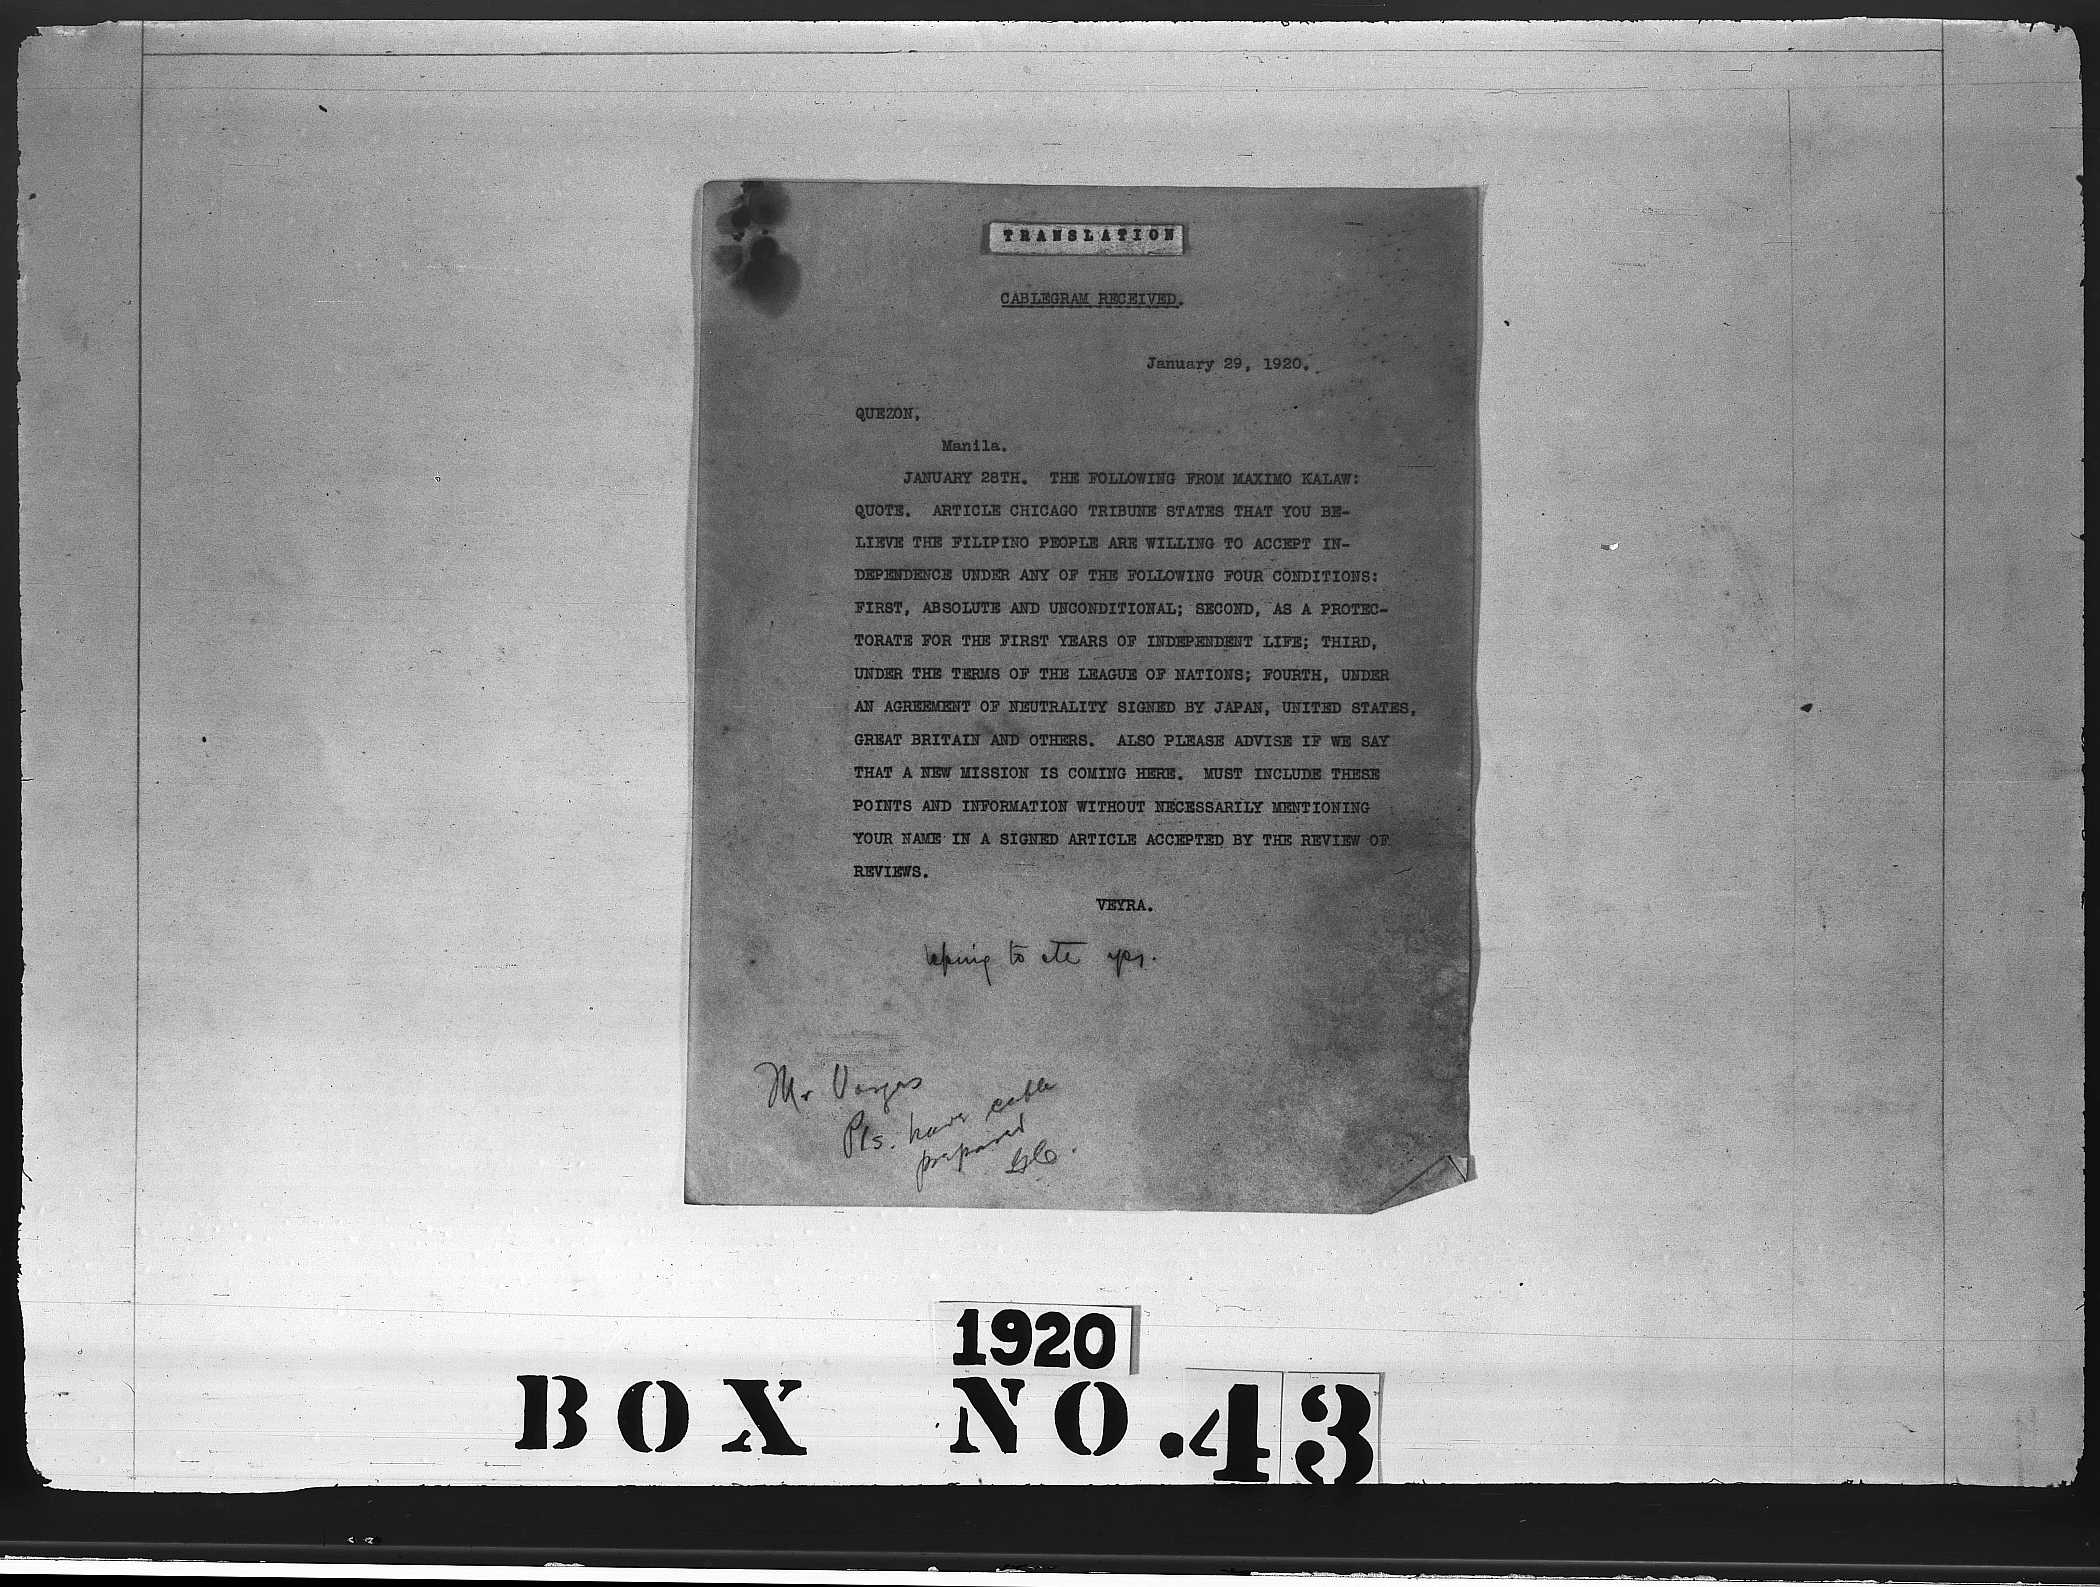 TRANSLATION
CABLEGRAM RECEIVED.
January 29, 1920.
QUEZON,
Manila.
JANUARY 28TH. THE FOLLOWING FROM MAXIMO KALAW:
QUOTE. ARTICLE CHICAGO TRIBUNE STATES THAT YOU BE-
LIEVE THE FILIPINO PEOPLE ARE WILLING TO ACCEPT IN-
DEPENDENCE UNDER ANY OF THE FOLLOWING FOUR CONDITIONS:
FIRST, ABSOLUTE AND UNCONDITIONAL; SECOND, AS A PROTEC-
TORATE FOR THE FIRST YEARS OF INDEPENDENT LIFE; THIRD,
UNDER THE TERMS OF THE LEAGUE OF NATIONS; FOURTH, UNDER
AN AGREEMENT OF NEUTRALITY SIGNED BY JAPAN, UNITED STATES,
GREAT BRITAIN AND OTHERS. ALSO PLEASE ADVISE IF WE SAY
THAT A NEW MISSION IS COMING HERE. MUST INCLUDE THESE
POINTS AND INFORMATION WITHOUT NECESSARILY MENTIONING
YOUR NAME IN A SIGNED ARTICLE ACCEPTED BY THE REVIEW OF
REVIEWS.
VEYRA.
to
Mr Vargas
Pls. have cable
prepared
1920
BOX NO.43